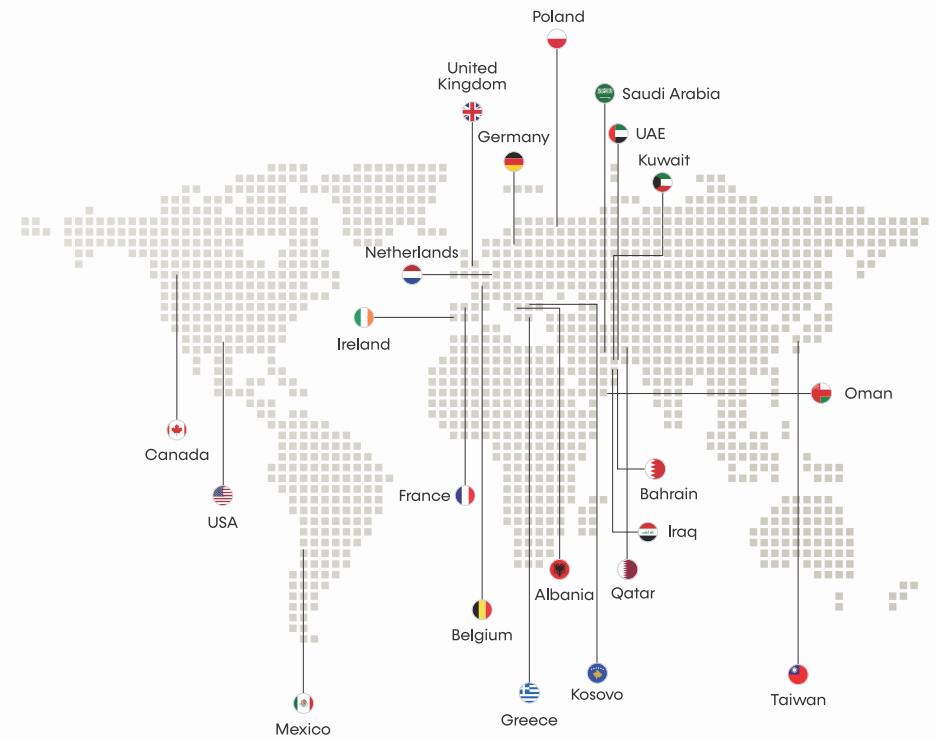 Poland
United
Kingdom
Saudi Arabia
Germany
UAE
Kuwait
Netherlands
Ireland
Oman
Canada
France
Bahrain
USA
Iraq
Albania
Qatar
Belgium
Kosovo
Taiwan
Greece
Mexico